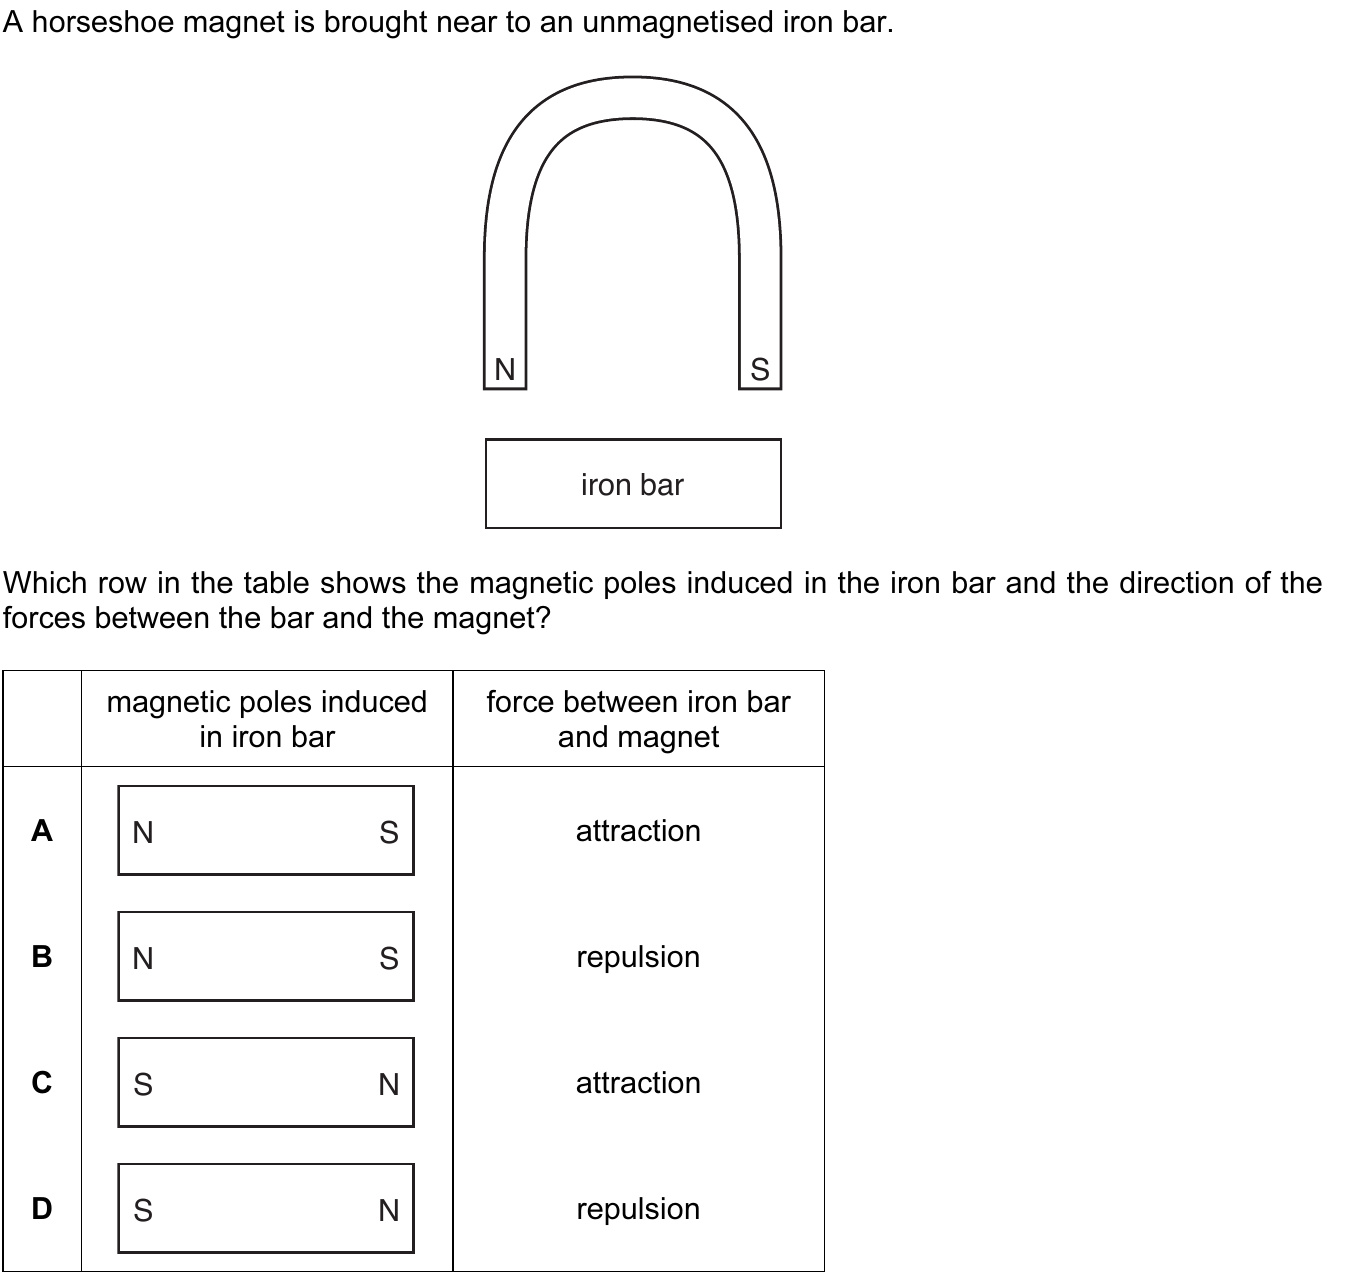 A horseshoe magnet is brought near to an unmagnetised iron bar.
N S
iron bar
Which row in the table shows the magnetic poles induced in the iron bar and the direction of the
forces between the bar and the magnet?
magnetic poles induced force between iron bar
in iron bar and magnet
A N S attraction
B N S repulsion
C S N attraction
D S N repulsion